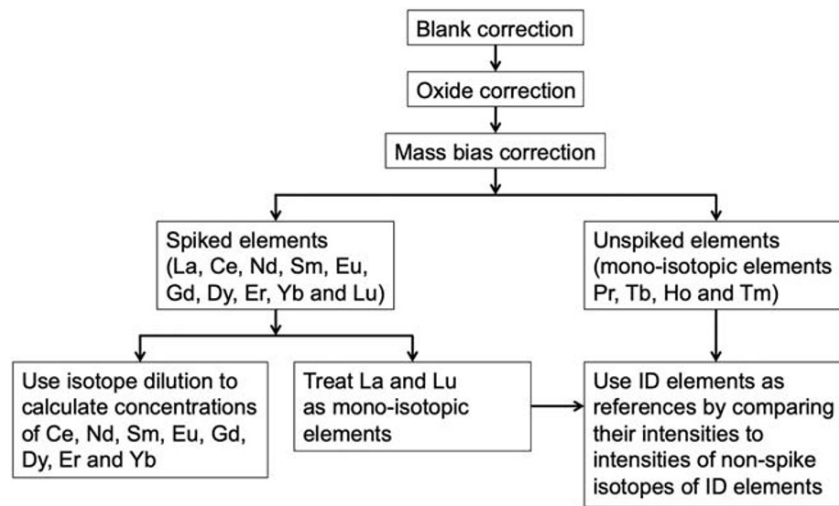 Blank correction
Oxide correction
Mass bias correction
Spiked elements
(La, Ce, Nd, Sm, Eu,
Gd, Dy, Er, Yb and Lu)
Unspiked elements
(mono-isotopic elements
Pr, Tb, Ho and Tm)
Use isotope dilution to
calculate concentrations
of Ce, Nd, Sm, Eu, Gd,
Dy, Er and Yb
Treat La and Lu
as mono-isotopic
elements
Use ID elements as
references by comparing
their intensities to
intensities of non-spike
isotopes of ID elements